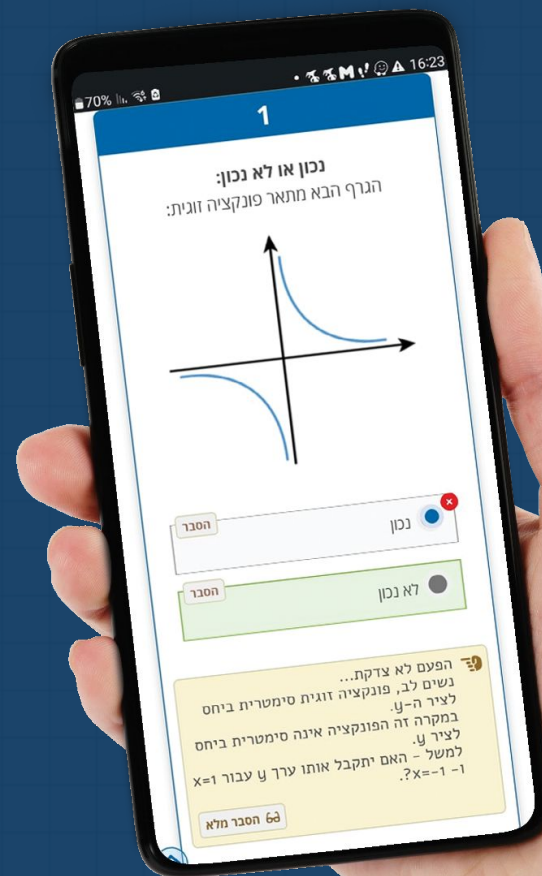 70% 16:23
1
נכון או לא נכון:
הגרף הבא מתאר פונקציה זוגית:
נכון
הסבר
לא נכון
הסבר
הפעם לא צדקת...
נשים לב, פונקציה זוגית סימטרית ביחס
לציר ה-y.
במקרה זה הפונקציה אינה סימטרית ביחס
לציר y.
למשל - האם יתקבל אותו ערך y עבור x=1
ו- x=-1?.
הסבר מלא